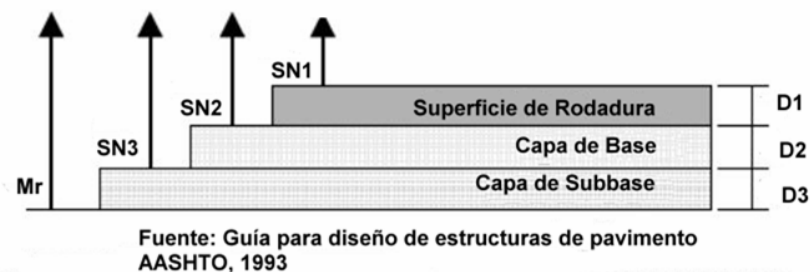 SN1
D1
Superficie de Rodadura
SN2
Capa de Base
D2
SN3
Capa de Subbase
Mr
D3
Fuente: Guía para diseño de estructuras de pavimento
AASHTO, 1993